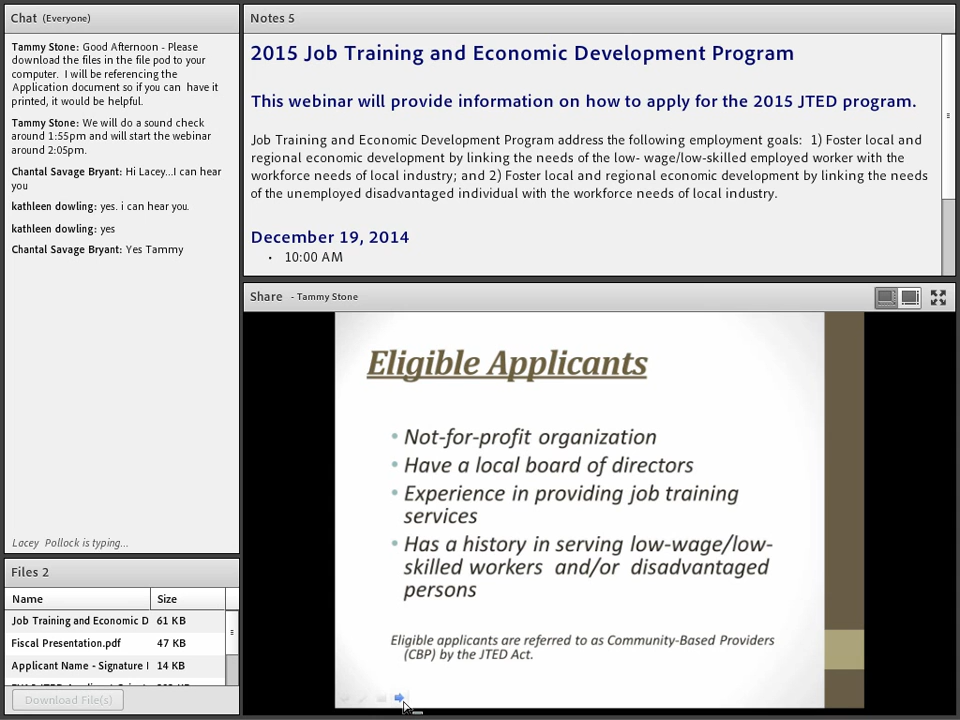 Chat (Everyone)
Tammy Stone: Good Afternoon - Please
download the files in the file pod to your
computer. I will be referencing the
Application document so if you can have it
printed, it would be helpful.
Tammy Stone: We will do a sound check
around 1:55pm and will start the webinar
around 2:05pm.
Chantal Savage Bryant: Hi Lacey...I can hear
you
kathleen dowling: yes. i can hear you.
kathleen dowling: yes
Chantal Savage Bryant: Yes Tammy
Lacey Pollock is typing...
Files 2
Name Size
Job Training and Economic D 61 KB
Fiscal Presentation.pdf 47 KB
Applicant Name - Signature 14 KB
Download File(s)
Notes 5
2015 Job Training and Economic Development Program
This webinar will provide information on how to apply for the 2015 JTED program.
Job Training and Economic Development Program address the following employment goals: 1) Foster local and
regional economic development by linking the needs of the low- wage/low-skilled employed worker with the
workforce needs of local industry; and 2) Foster local and regional economic development by linking the needs
of the unemployed disadvantaged individual with the workforce needs of local industry.
December 19, 2014
• 10:00 AM
Share - Tammy Stone
Eligible Applicants
• Not-for-profit organization
• Have a local board of directors
• Experience in providing job training
services
• Has a history in serving low-wage/low-
skilled workers and/or disadvantaged
persons
Eligible applicants are referred to as Community-Based Providers
(CBP) by the JTED Act.